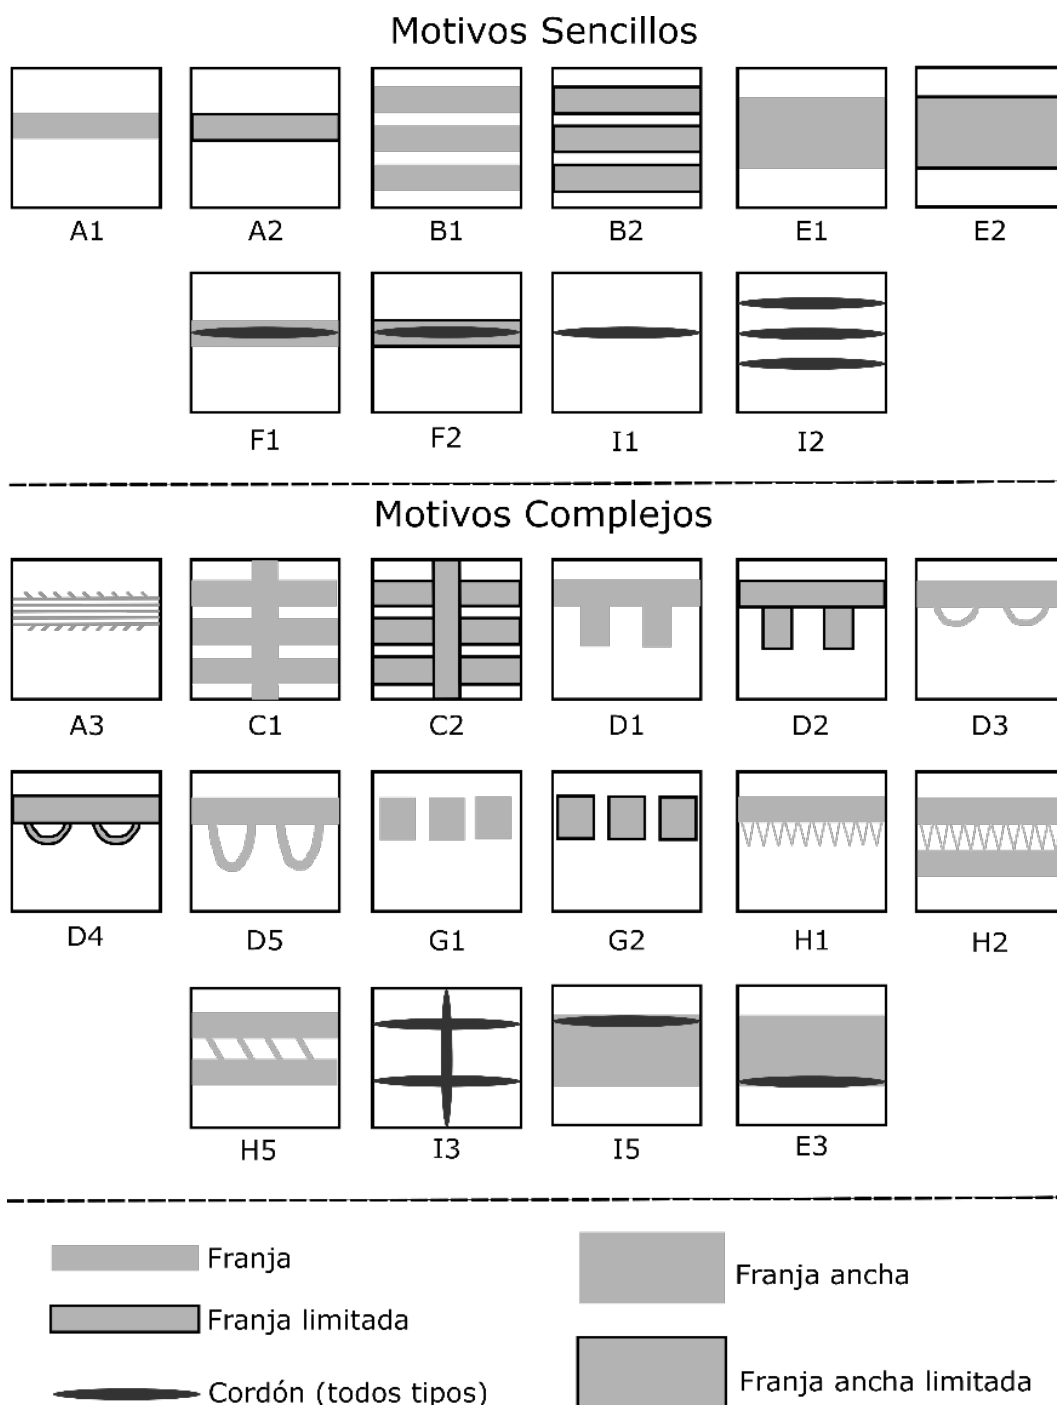 Motivos Sencillos
A1 A2 B1 B2 E1 E2
F1 F2 I1 I2
Motivos Complejos
A3 C1 C2 D1 D2 D3
D4 D5 G1 G2 H1 H2
H5 I3 I5 E3
Franja
Franja ancha
Franja limitada
Franja ancha limitada
Cordón (todos tipos)